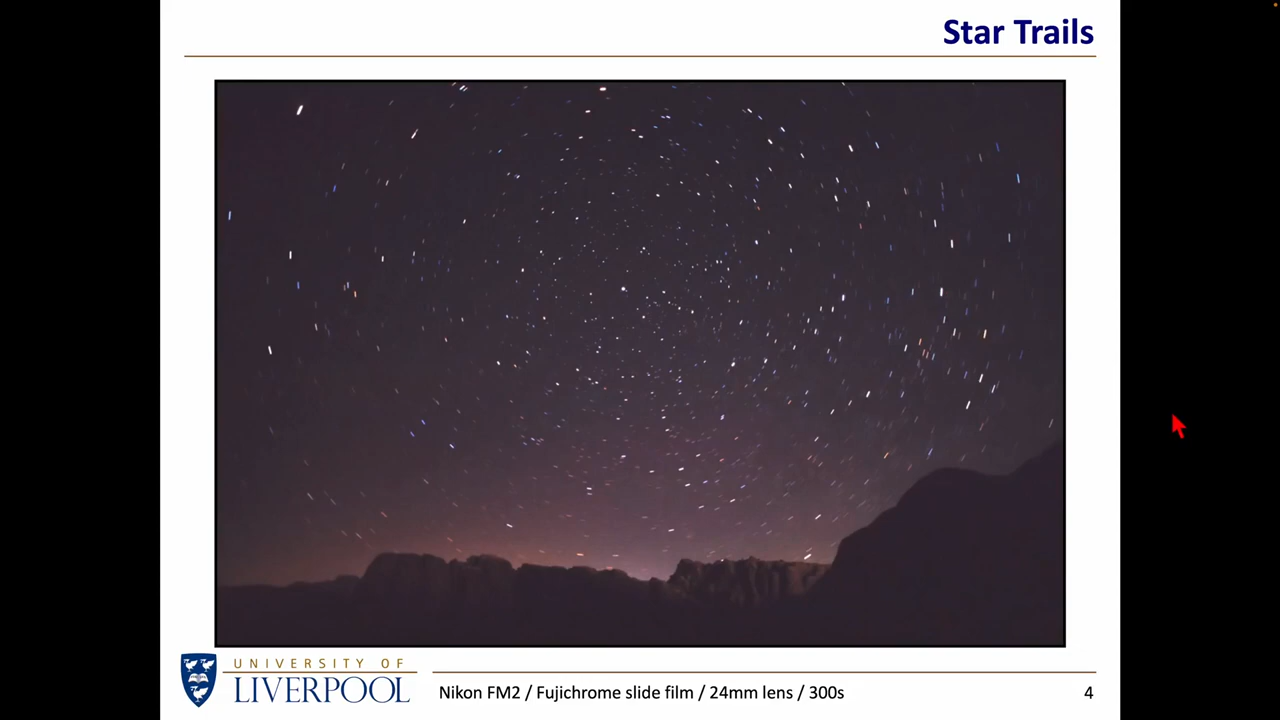 Star Trails
UNIVERSITY OF
LIVERPOOL
Nikon FM2 / Fujichrome slide film / 24mm lens / 300s
4